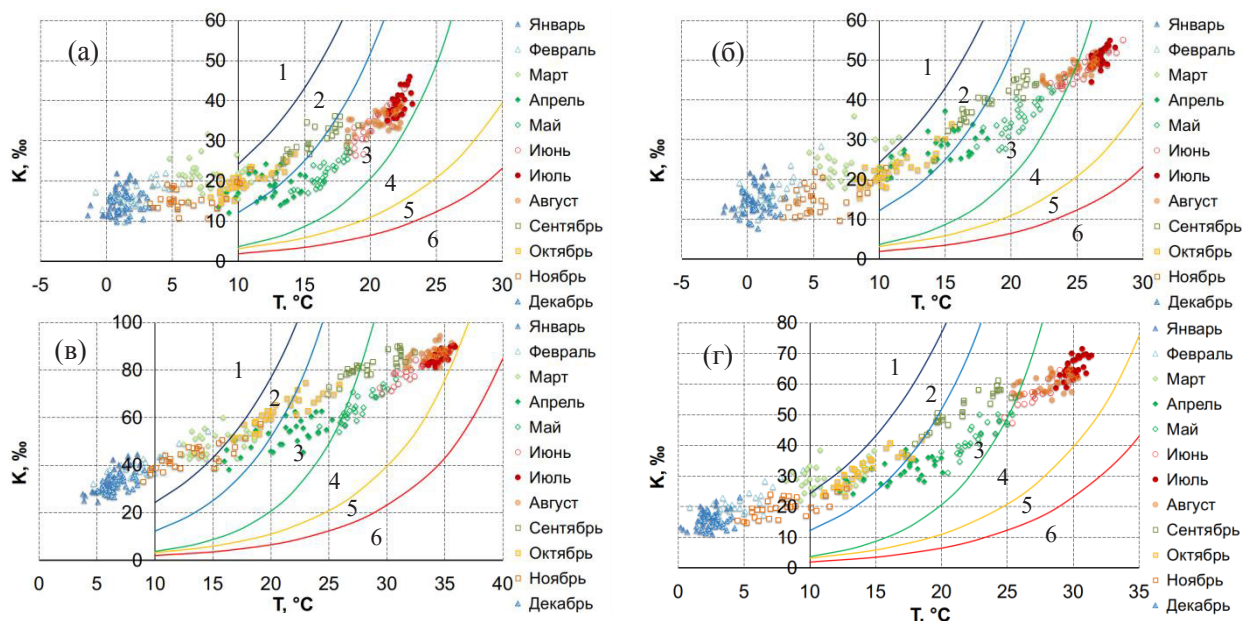 (а)
К, ‰
60
50
40
30
20
10
0
1
2
3
4
5
6
-5 0 5 10 15 20 25 30
Т, °C
Январь
Февраль
Март
Апрель
Май
Июнь
Июль
Август
Сентябрь
Октябрь
Ноябрь
Декабрь
(б)
К, ‰
60
50
40
30
20
10
0
1
2
3
4
5
6
-5 0 5 10 15 20 25 30
Т, °C
Январь
Февраль
Март
Апрель
Май
Июнь
Июль
Август
Сентябрь
Октябрь
Ноябрь
Декабрь
(в)
К, ‰
100
80
60
40
20
0
1
2
3
4
5
6
0 5 10 15 20 25 30 35 40
Т, °C
Январь
Февраль
Март
Апрель
Май
Июнь
Июль
Август
Сентябрь
Октябрь
Ноябрь
Декабрь
(г)
К, ‰
80
70
60
50
40
30
20
10
0
1
2
3
4
5
6
0 5 10 15 20 25 30 35
Т, °C
Январь
Февраль
Март
Апрель
Май
Июнь
Июль
Август
Сентябрь
Октябрь
Ноябрь
Декабрь